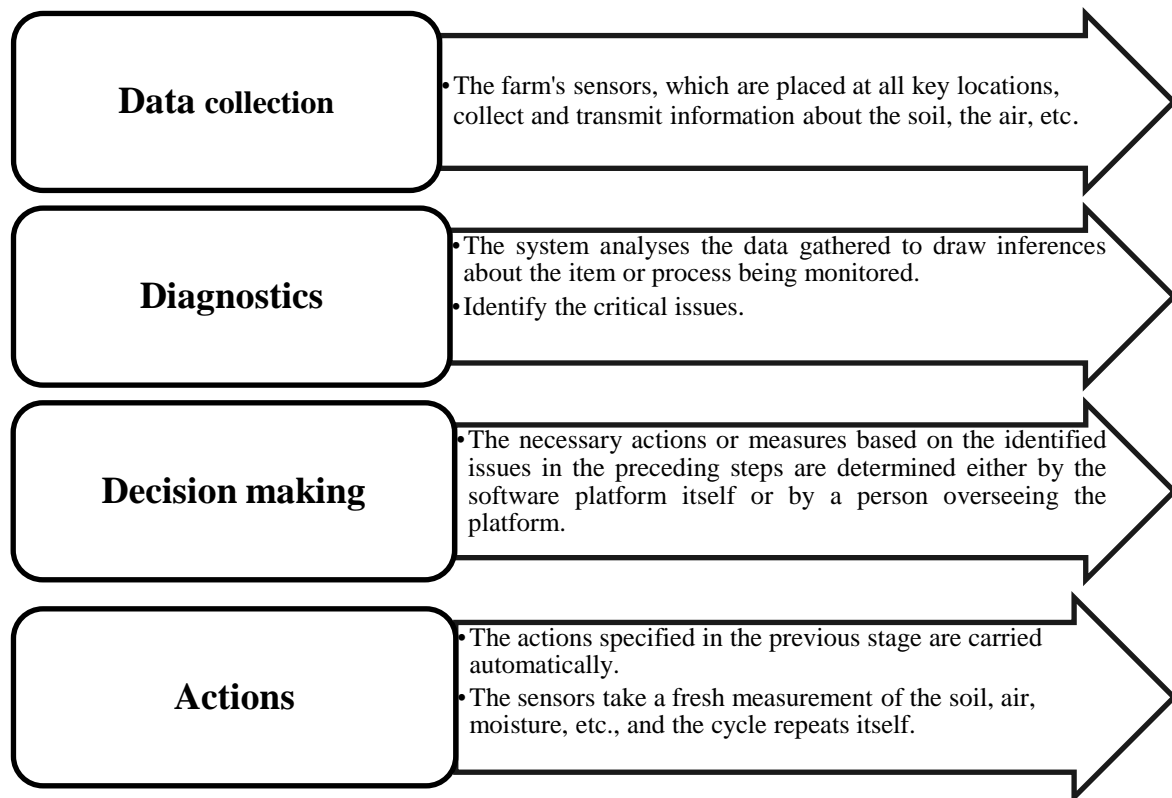 Data collection
•The farm's sensors, which are placed at all key locations,
collect and transmit information about the soil, the air, etc.
Diagnostics
•The system analyses the data gathered to draw inferences
about the item or process being monitored.
•Identify the critical issues.
Decision making
•The necessary actions or measures based on the identified
issues in the preceding steps are determined either by the
software platform itself or by a person overseeing the
platform.
Actions
•The actions specified in the previous stage are carried
automatically.
•The sensors take a fresh measurement of the soil, air,
moisture, etc., and the cycle repeats itself.